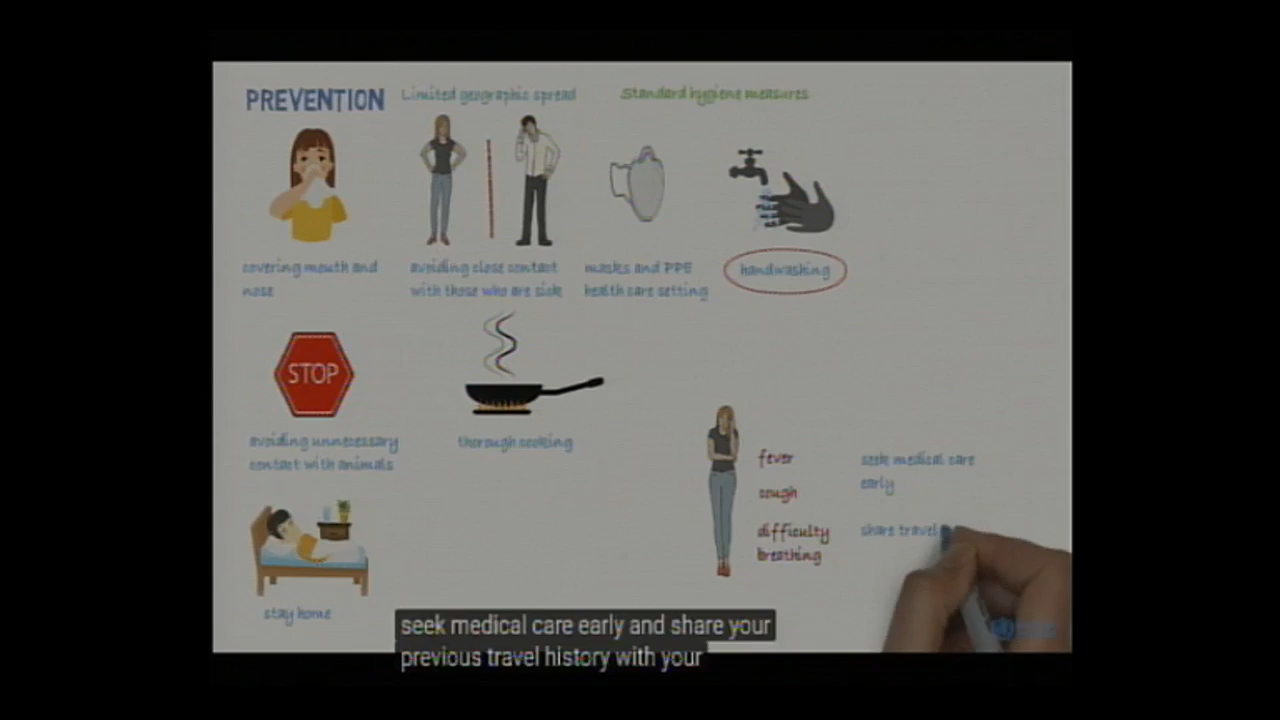 PREVENTION
Limited geographic spread
Standard hygiene measures
covering mouth and
nose
avoiding close contact
with those who are sick
masks and PPE
health care setting
handwashing
STOP
avoiding unnecessary
contact with animals
thorough cooking
fever
cough
difficulty
breathing
seek medical care
early
share travel
stay home
seek medical care early and share your
previous travel history with your